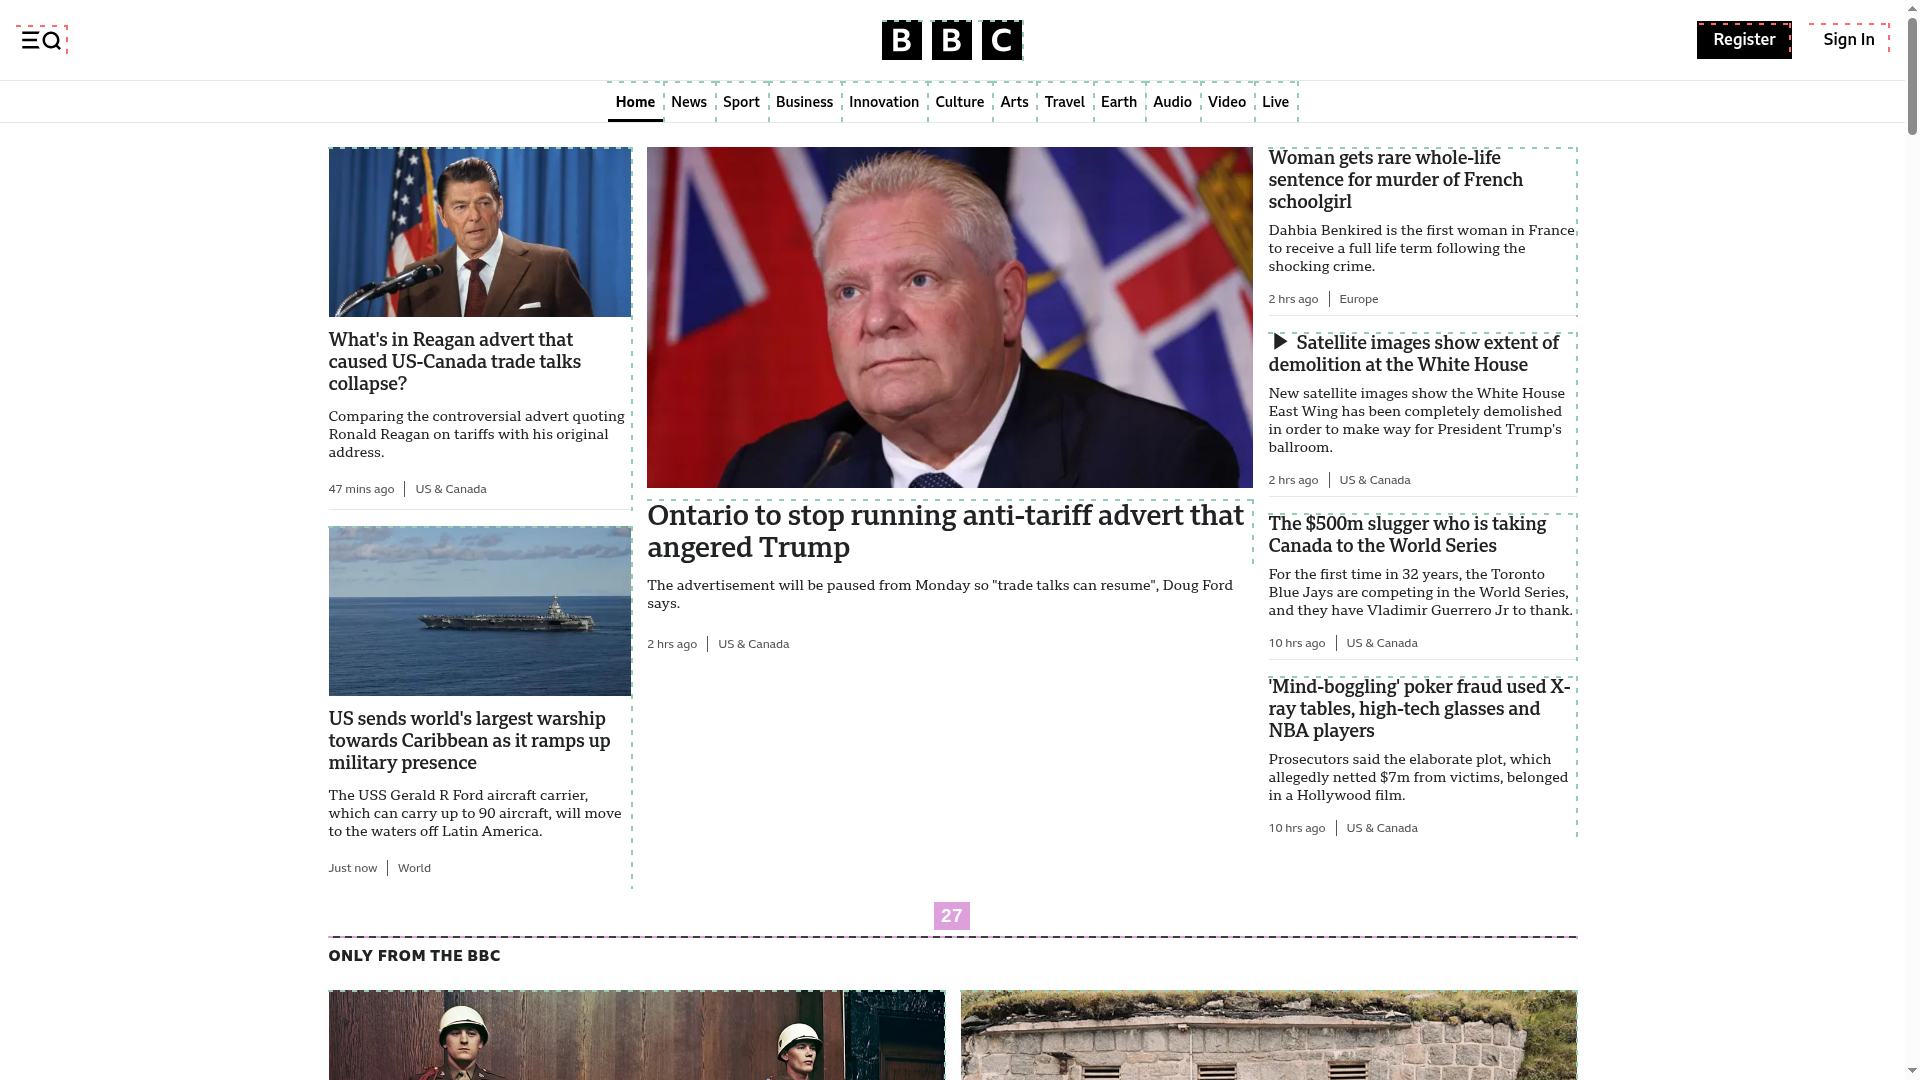 BBC
Register
Sign In
Home
News
Sport
Business
Innovation
Culture
Arts
Travel
Earth
Audio
Video
Live
What's in Reagan advert that
caused US-Canada trade talks
collapse?
Comparing the controversial advert quoting
Ronald Reagan on tariffs with his original
address.
47 mins ago
US & Canada
US sends world's largest warship
towards Caribbean as it ramps up
military presence
The USS Gerald R Ford aircraft carrier,
which can carry up to 90 aircraft, will move
to the waters off Latin America.
Just now
World
Ontario to stop running anti-tariff advert that
angered Trump
The advertisement will be paused from Monday so "trade talks can resume", Doug Ford
says.
2 hrs ago
US & Canada
Woman gets rare whole-life
sentence for murder of French
schoolgirl
Dahbia Benkired is the first woman in France
to receive a full life term following the
shocking crime.
2 hrs ago
Europe
Satellite images show extent of
demolition at the White House
New satellite images show the White House
East Wing has been completely demolished
in order to make way for President Trump's
ballroom.
2 hrs ago
US & Canada
The $500m slugger who is taking
Canada to the World Series
For the first time in 32 years, the Toronto
Blue Jays are competing in the World Series,
and they have Vladimir Guerrero Jr to thank.
10 hrs ago
US & Canada
'Mind-boggling' poker fraud used X-
ray tables, high-tech glasses and
NBA players
Prosecutors said the elaborate plot, which
allegedly netted $7m from victims, belonged
in a Hollywood film.
10 hrs ago
US & Canada
27
ONLY FROM THE BBC